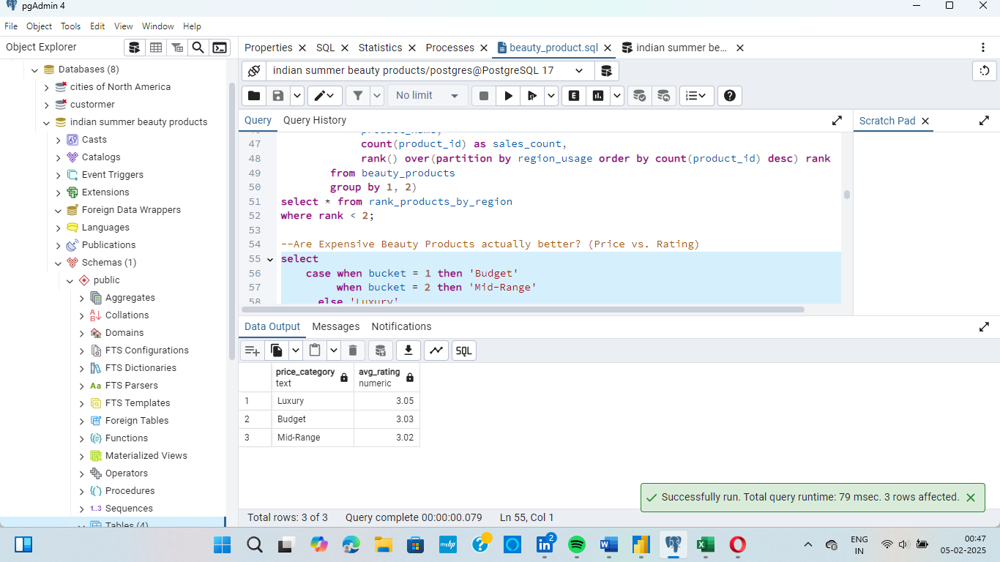 pgAdmin 4
File Object Tools Edit View Window Help
Object Explorer
Properties SQL Statistics Processes beauty_product.sql indian summer be...
Databases (8)
cities of North America
custormer
indian summer beauty products
Casts
Catalogs
Event Triggers
Extensions
Foreign Data Wrappers
Languages
Publications
Schemas (1)
public
Aggregates
Collations
Domains
FTS Configurations
FTS Dictionaries
Aa FTS Parsers
FTS Templates
Foreign Tables
Functions
Materialized Views
Operators
Procedures
1..3 Sequences
Tables (4)
indian summer beauty products/postgres@PostgreSQL 17
No limit
E
Query Query History
Scratch Pad
46 product_name,
47 count(product_id) as sales_count,
48 rank() over(partition by region_usage order by count(product_id) desc) rank
49 from beauty_products
50 group by 1, 2)
51 select * from rank_products_by_region
52 where rank < 2;
53
54 --Are Expensive Beauty Products actually better? (Price vs. Rating)
55 select
56 case when bucket = 1 then 'Budget'
57 when bucket = 2 then 'Mid-Range'
58 else 'Luxury'
Data Output Messages Notifications
SQL
price_category avg_rating
text numeric
1 Luxury 3.05
2 Budget 3.03
3 Mid-Range 3.02
Successfully run. Total query runtime: 79 msec. 3 rows affected.
Total rows: 3 of 3 Query complete 00:00:00.079 Ln 55, Col 1
myhp
2
ENG
IN
00:47
05-02-2025